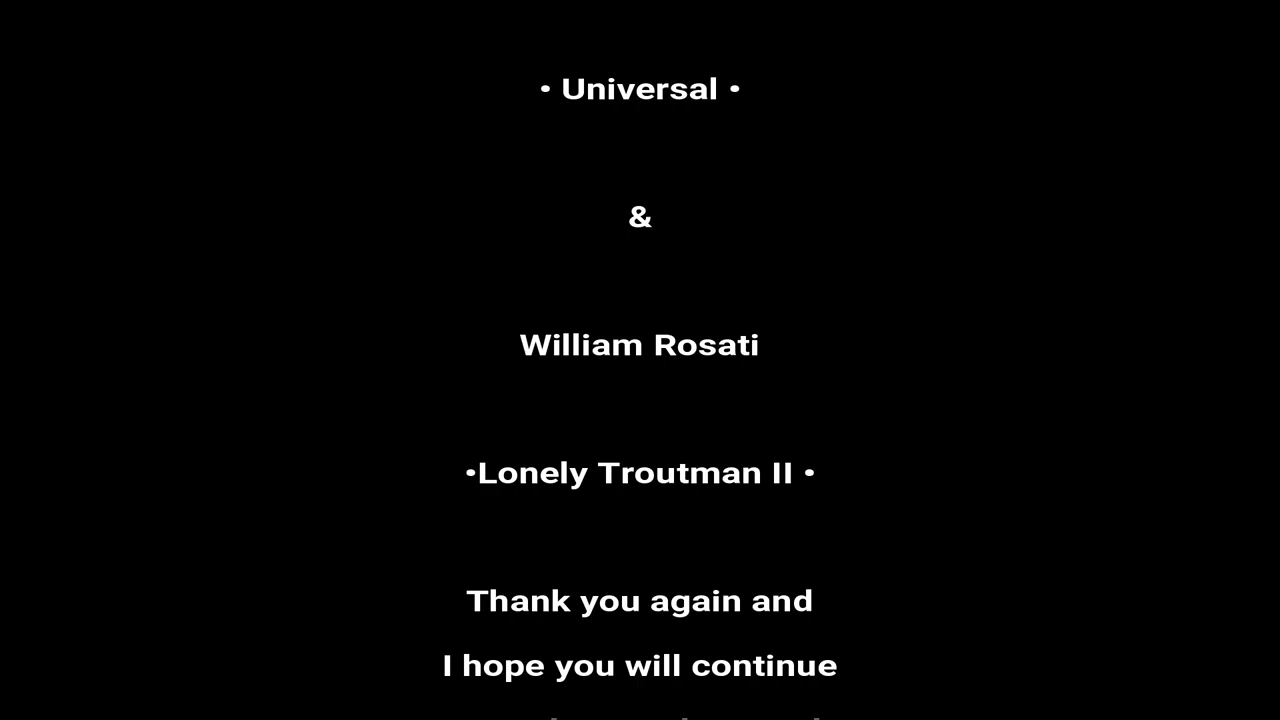 • Universal •
&
William Rosati
•Lonely Troutman II •
Thank you again and
I hope you will continue